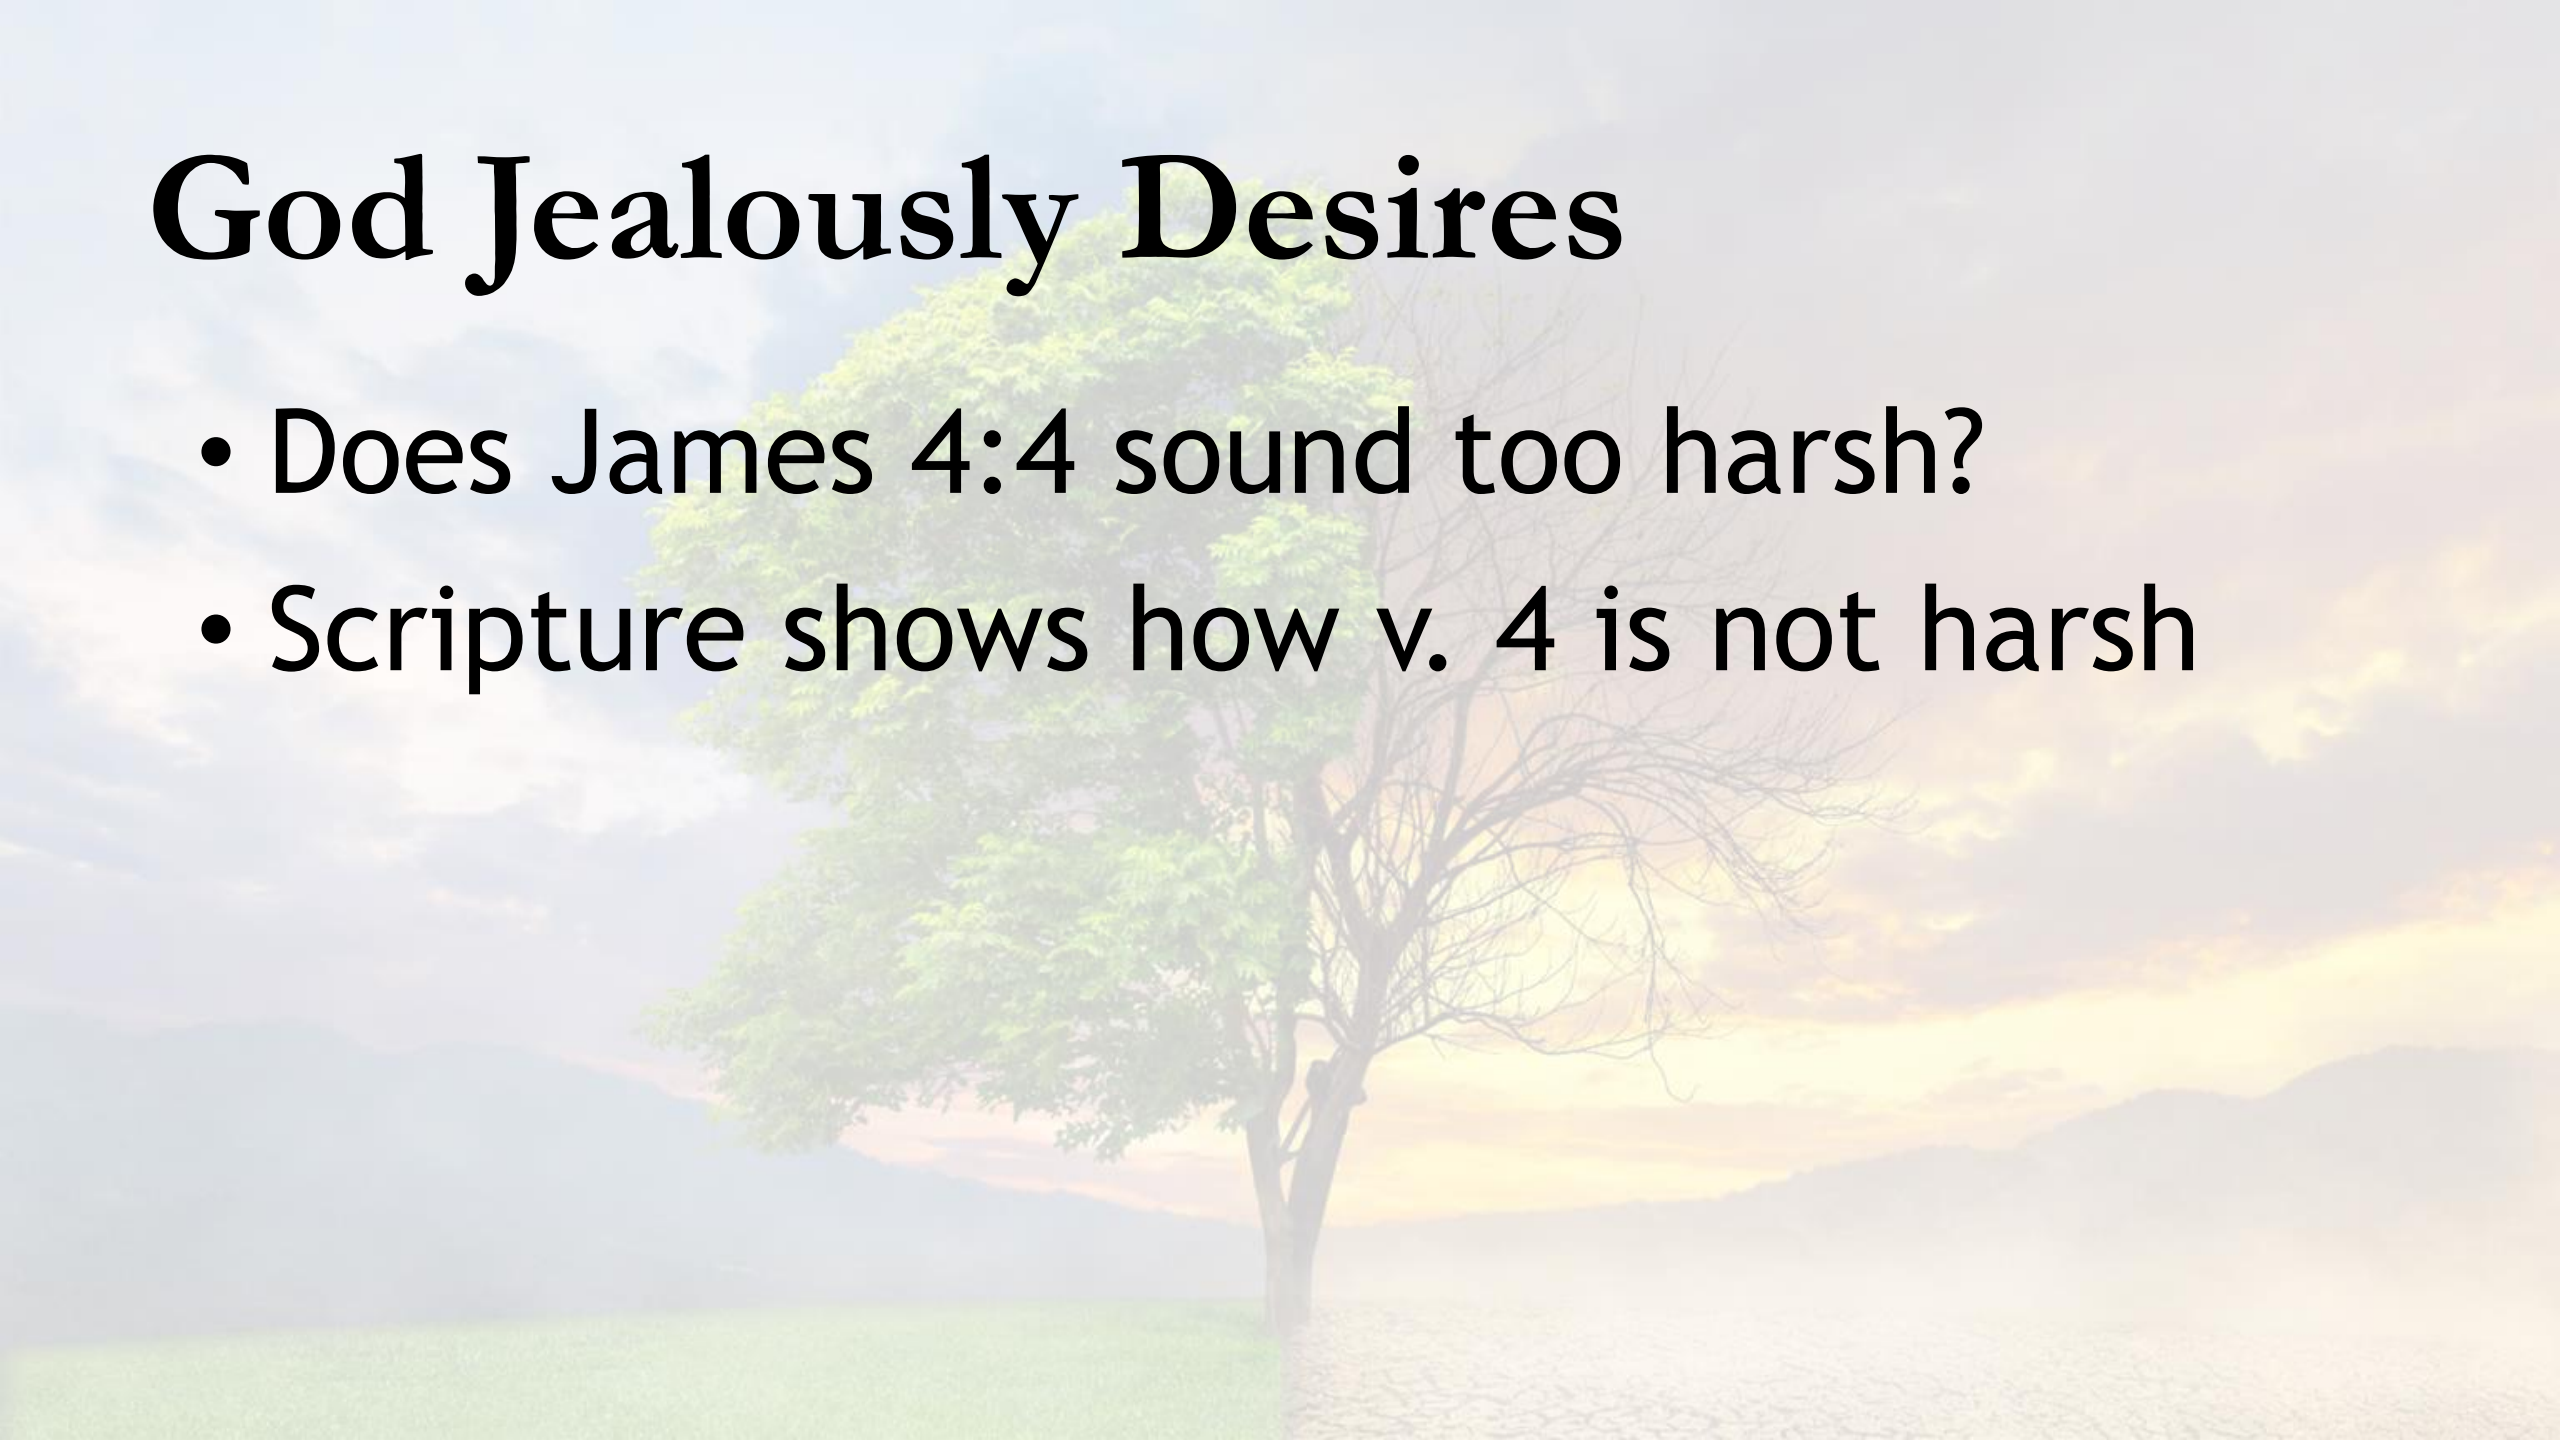 God Jealously Desires
• Does James 4:4 sound too harsh?
• Scripture shows how v. 4 is not harsh